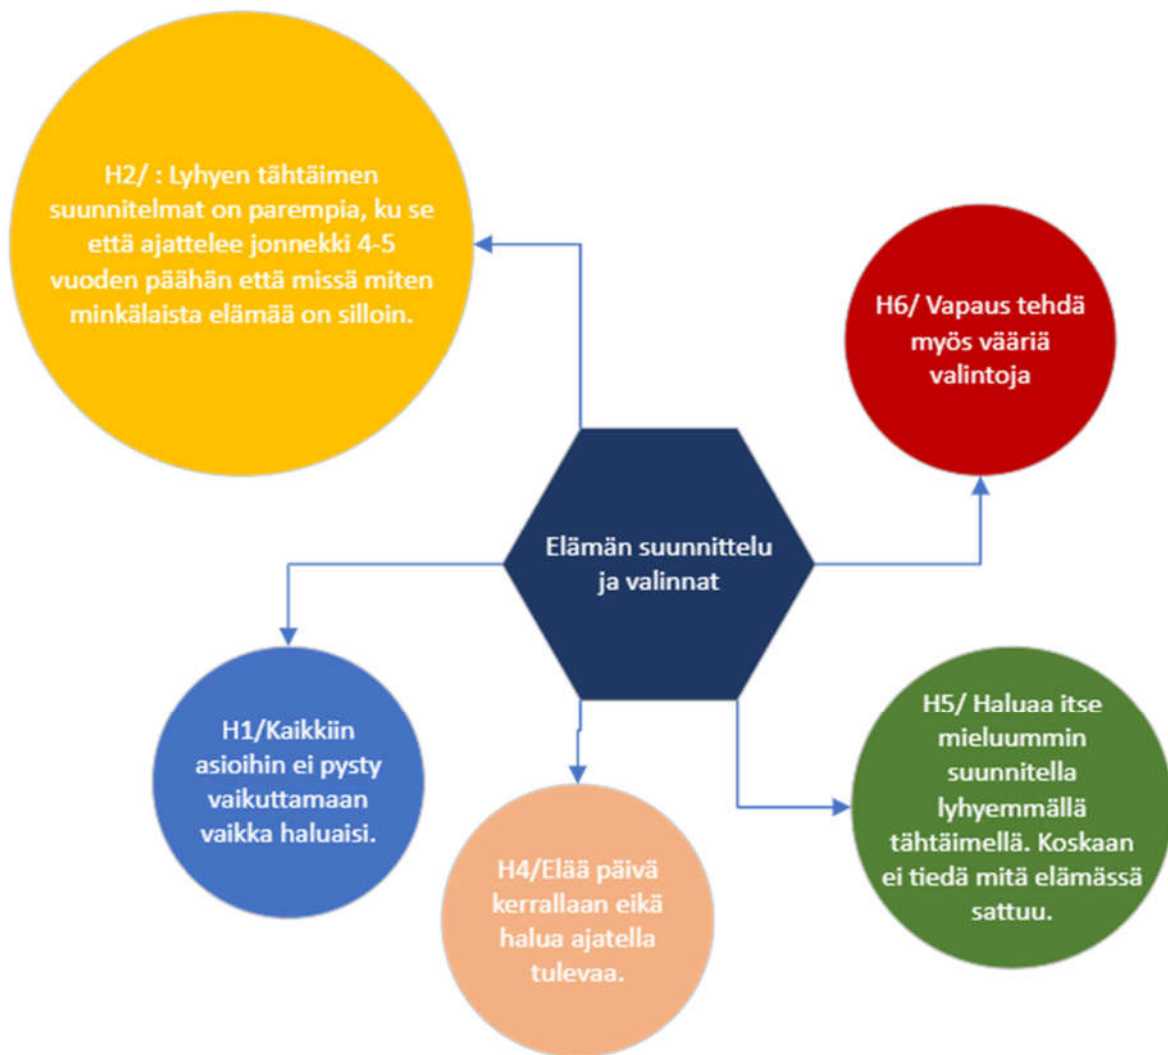 H2/ : Lyhyen tähtäimen
suunnitelmat on parempia, ku se
että ajattelee jonnekki 4-5
vuoden päähän että missä miten
minkälaista elämää on silloin.
H6/ Vapaus tehdä
myös vääriä
valintoja
Elämän suunnittelu
ja valinnat
H1/Kaikkiin
asioihin ei pysty
vaikuttamaan
vaikka haluaisi.
H4/Elää päivä
kerrallaan eikä
halua ajatella
tulevaa.
H5/ Haluaa itse
mieluummin
suunnitella
lyhyemmällä
tähtäimellä. Koskaan
ei tiedä mitä elämässä
sattuu.